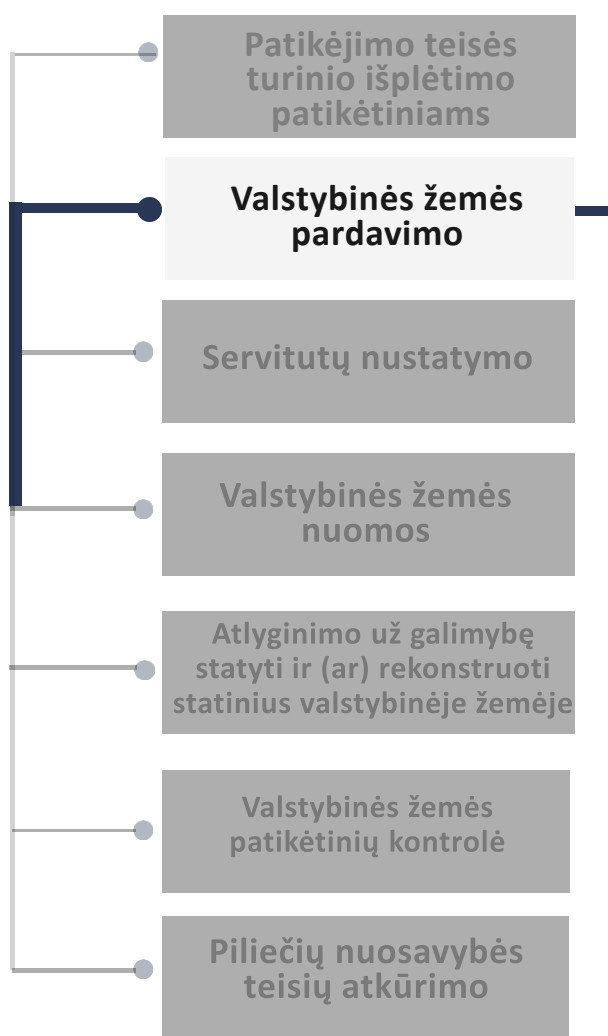 Patikėjimo teisės
turinio išplėtimo
patikėtiniams
Valstybinės žemės
pardavimo
Servitutų nustatymo
Valstybinės žemės
nuomos
Atlyginimo už galimybę
statyti ir (ar) rekonstruoti
statinius valstybinėje žemėje
Valstybinės žemės
patikėtinių kontrolė
Piliečių nuosavybės
teisių atkūrimo